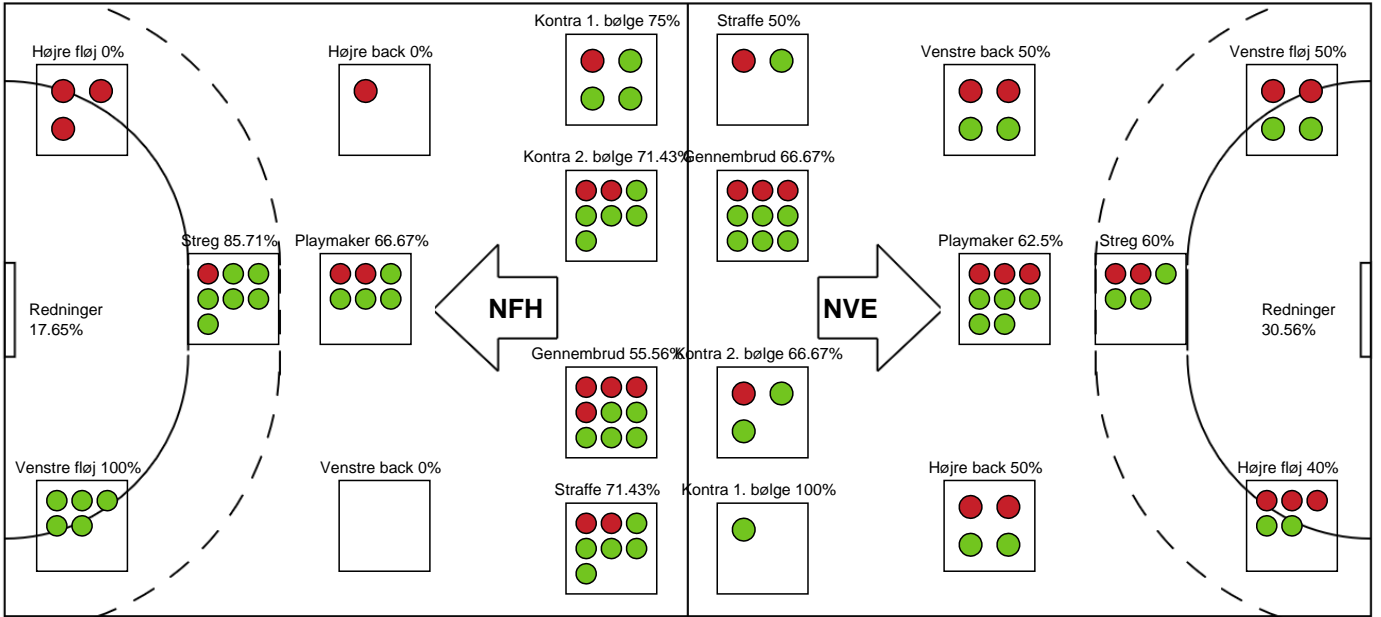 Kontra 1. bølge 75%
Straffe 50%
Højre fløj 0%
Højre back 0%
Venstre back 50%
Venstre fløj 50%
Kontra 2. bølge 71.43%
Gennembrud 66.67%
Streg 85.71%
Playmaker 66.67%
Playmaker 62.5%
Streg 60%
Redninger
17.65%
NFH
NVE
Redninger
30.56%
Gennembrud 55.56%
Kontra 2. bølge 66.67%
Venstre fløj 100%
Venstre back 0%
Højre back 50%
Højre fløj 40%
Straffe 71.43%
Kontra 1. bølge 100%